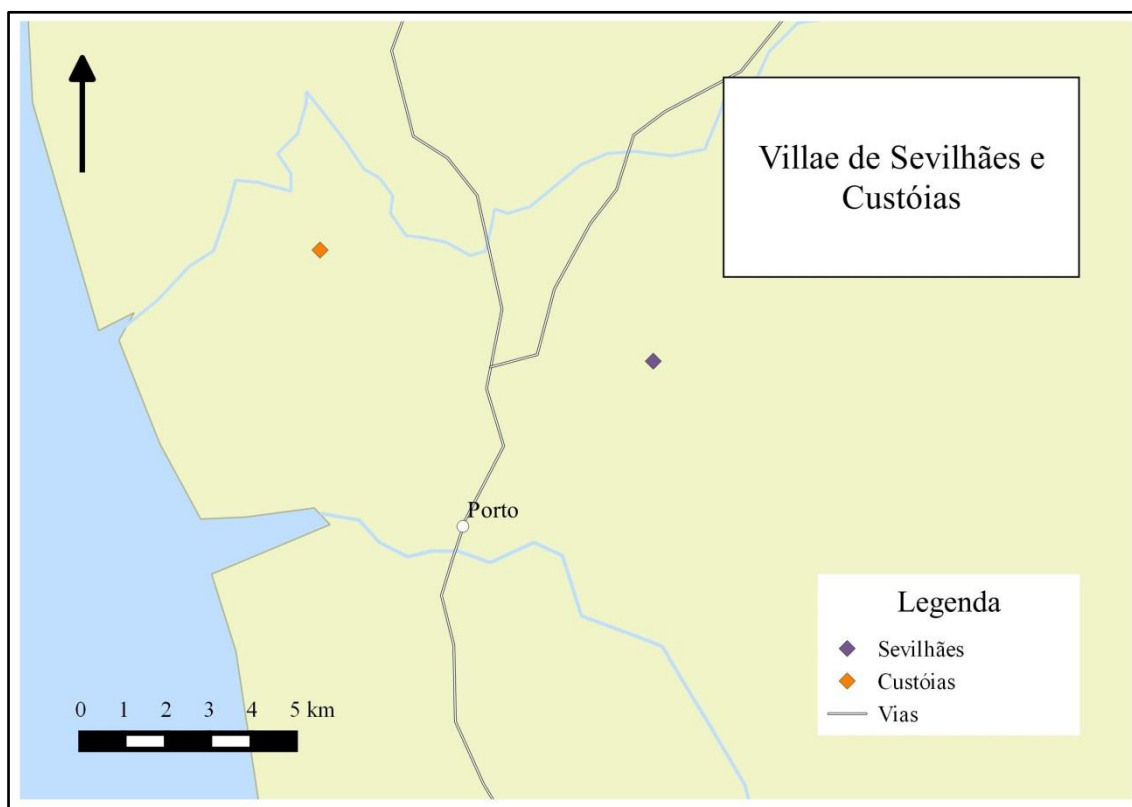 Villae de Sevilhães e
Custóias
Porto
Legenda
Sevilhães
Custóias
Vias
0 1 2 3 4 5 km